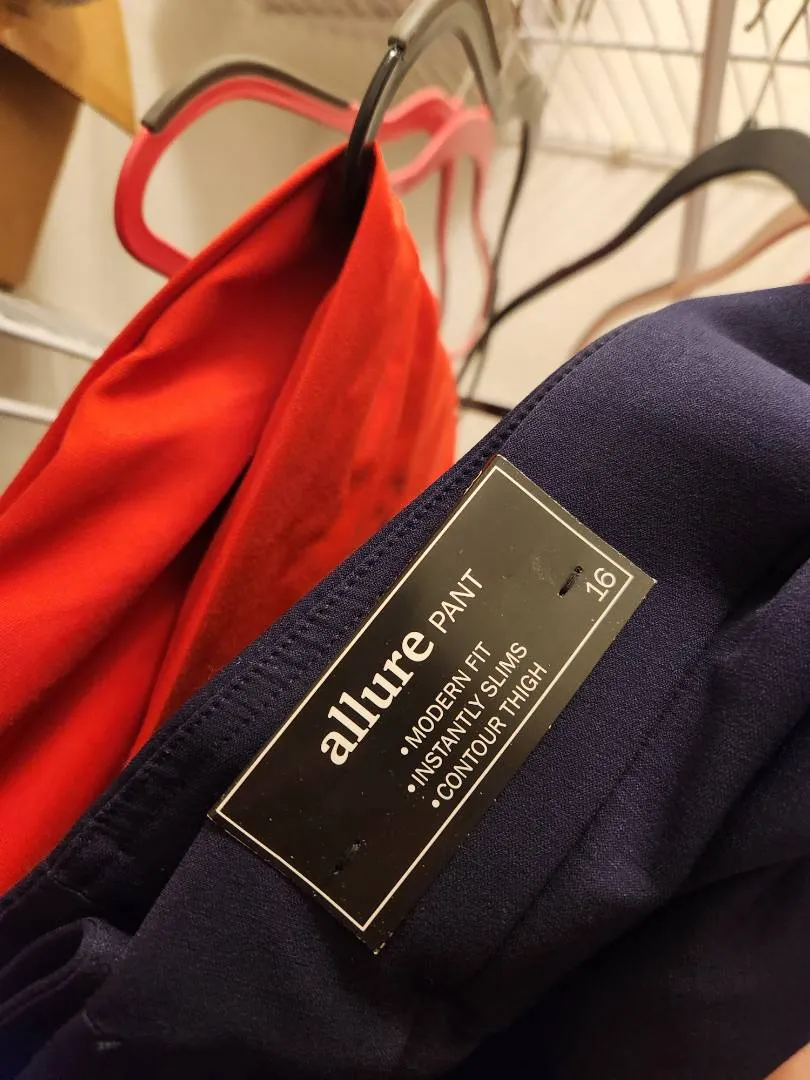 allure PANT
•MODERN FIT
•INSTANTLY SLIMS
•CONTOUR THIGH
16